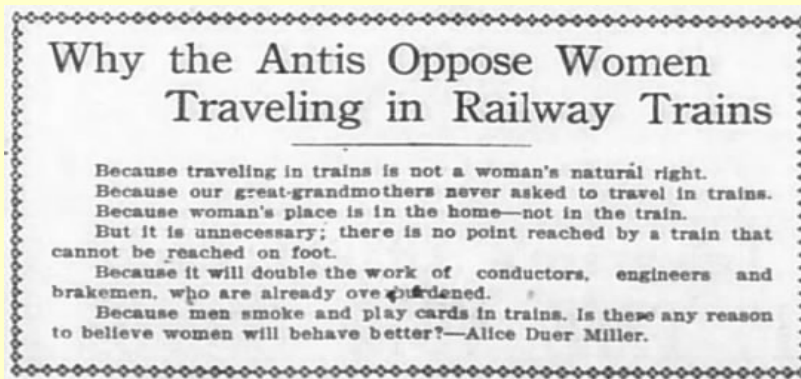 Why the Antis Oppose Women
Traveling in Railway Trains
Because traveling in trains is not a woman's natural right.
Because our great-grandmothers never asked to travel in trains.
Because woman's place is in the home—not in the train.
But it is unnecessary; there is no point reached by a train that
cannot be reached on foot.
Because it will double the work of conductors, engineers and
brakemen, who are already overburdened.
Because men smoke and play cards in trains. Is there any reason
to believe women will behave better?—Alice Duer Miller.